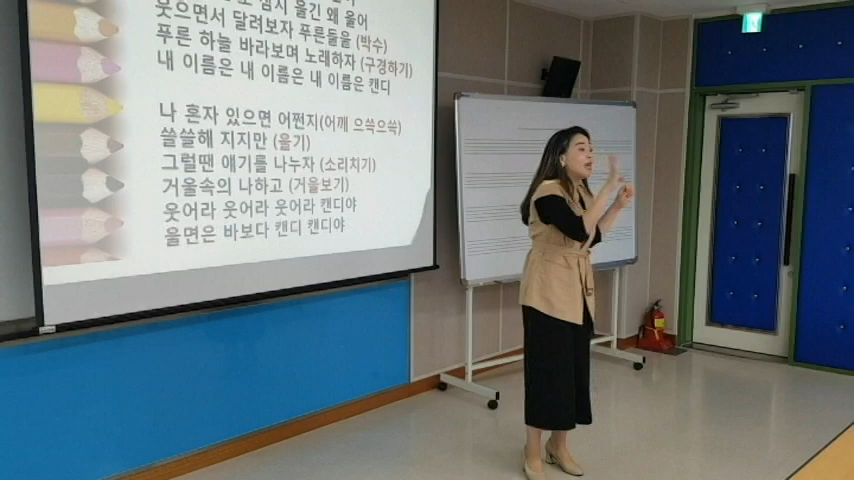 웃으면서 달려보자 푸른들을 (박수)
푸른 하늘 바라보며 노래하자 (구경하기)
내 이름은 내 이름은 내 이름은 캔디
나 혼자 있으면 어쩐지(어깨 으쓱으쓱)
쓸쓸해 지지만 (울기)
그럴땐 얘기를 나누자 (소리치기)
거울속의 나하고 (거울보기)
웃어라 웃어라 웃어라 캔디야
울면은 바보다 캔디 캔디야